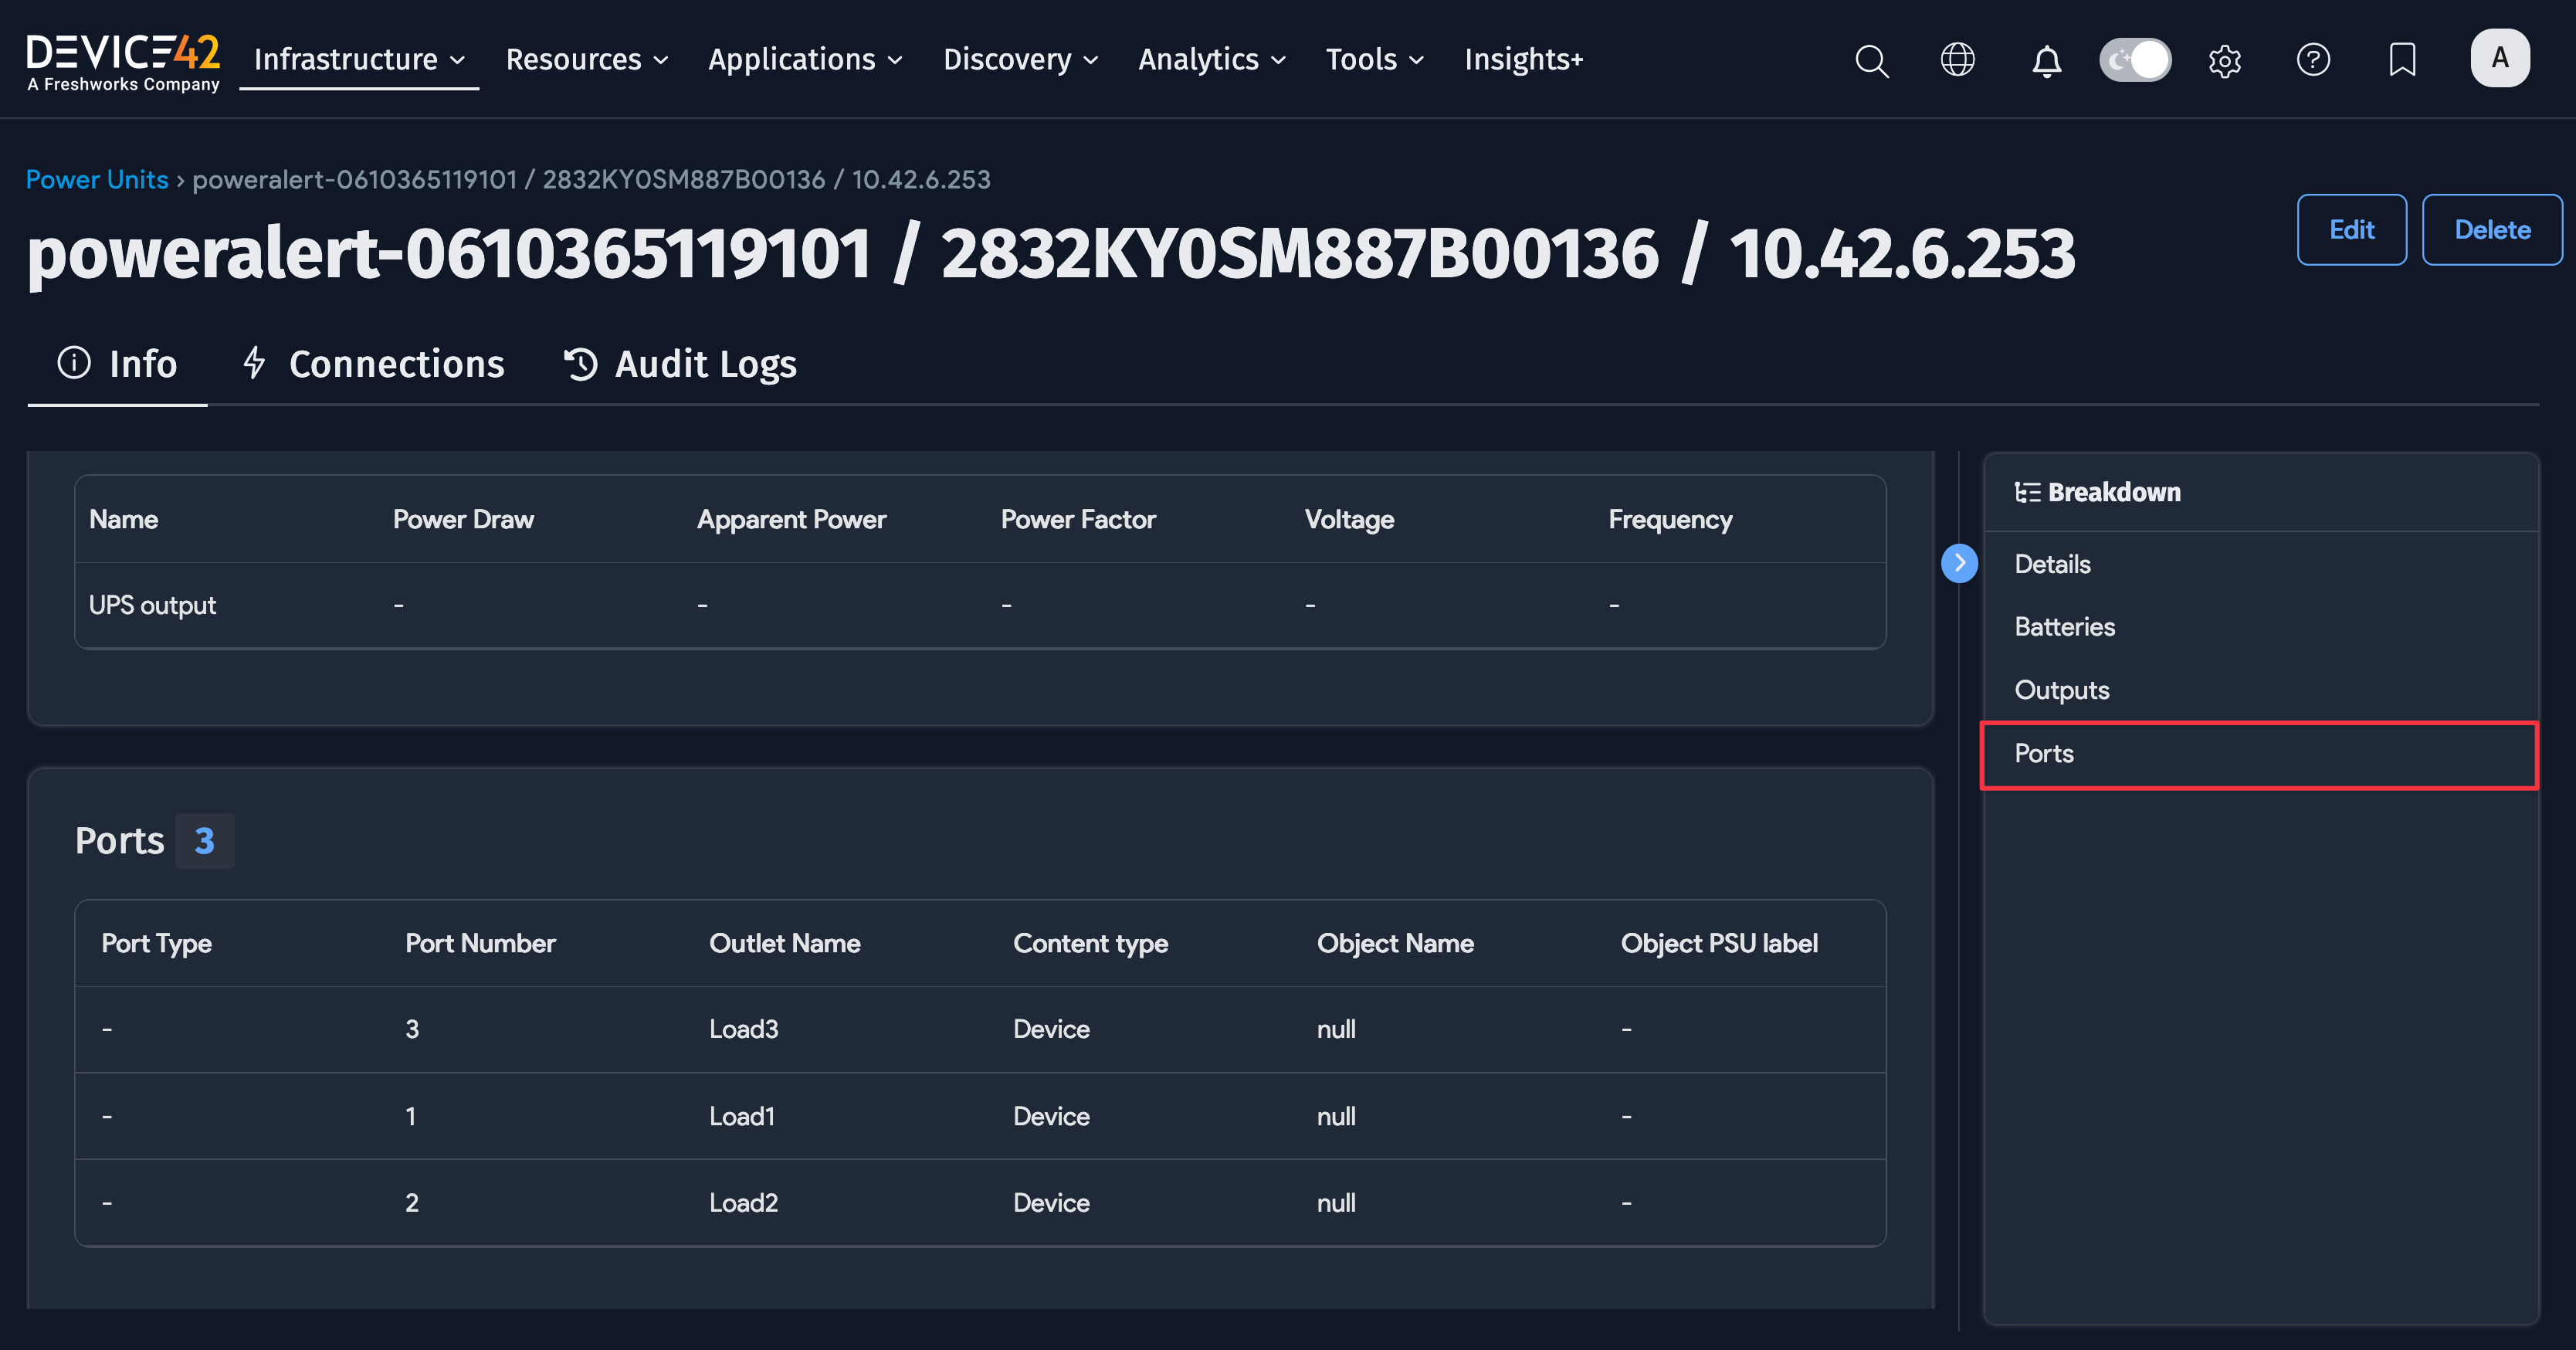 DEVICE42
A Freshworks Company
Infrastructure Resources Applications Discovery Analytics Tools Insights+
A
Power Units › poweralert-0610365119101 / 2832KY0SM887B00136 / 10.42.6.253
poweralert-0610365119101 / 2832KY0SM887B00136 / 10.42.6.253
Edit Delete
Info Connections Audit Logs
Name Power Draw Apparent Power Power Factor Voltage Frequency
UPS output - - - - -
Ports 3
Port Type Port Number Outlet Name Content type Object Name Object PSU label
- 3 Load3 Device null -
- 1 Load1 Device null -
- 2 Load2 Device null -
Breakdown
Details
Batteries
Outputs
Ports